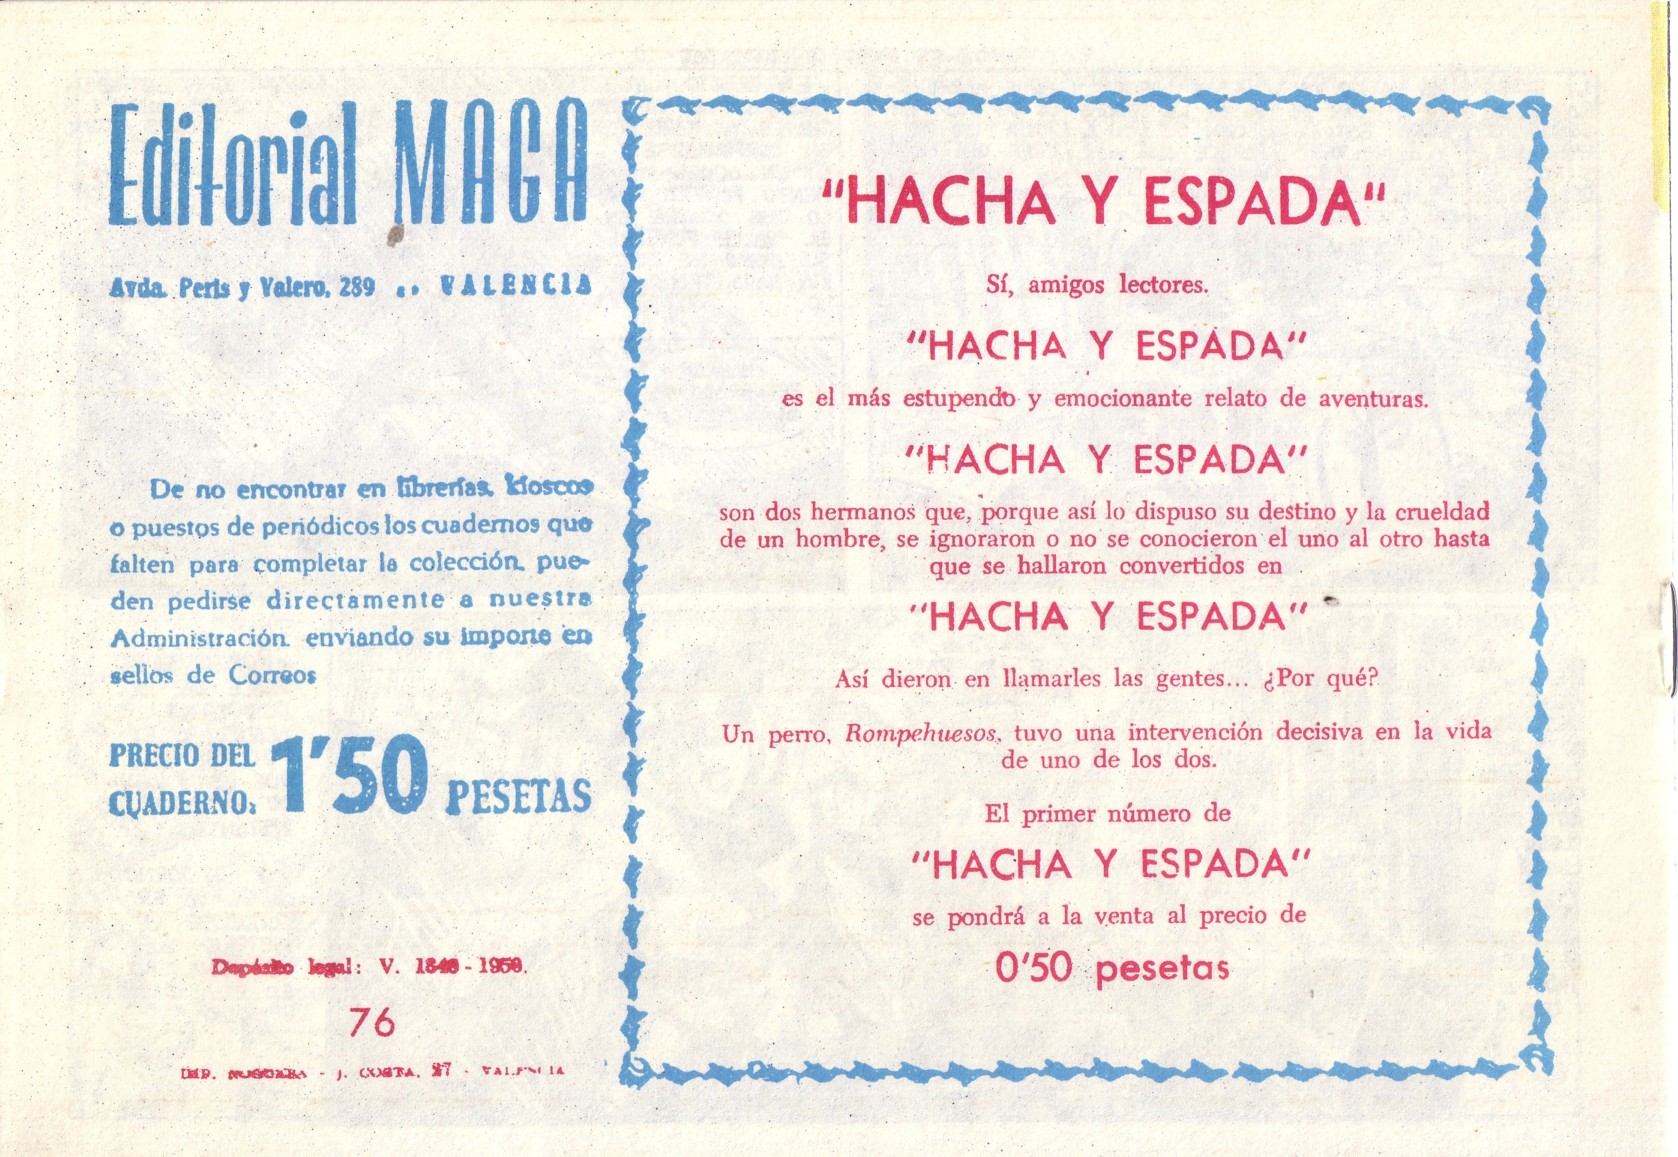 Editorial MAGA
Avda. Peris y Valero, 289 .. VALENCIA
De no encontrar en librerías, kioscos
o puestos de periódicos los cuadernos que
falten para completar la colección, pue-
den pedirse directamente a nuestra
Administración. enviando su importe en
sellos de Correos
PRECIO DEL
CUADERNO:
1'50 PESETAS
Depósito legal: V. - 1958.
76
IMP. - J. COSTA, 27 - VALENCIA
"HACHA Y ESPADA"
Sí, amigos lectores.
"HACHA Y ESPADA"
es el más estupendo y emocionante relato de aventuras.
"HACHA Y ESPADA"
son dos hermanos que, porque así lo dispuso su destino y la crueldad
de un hombre, se ignoraron o no se conocieron el uno al otro hasta
que se hallaron convertidos en
"HACHA Y ESPADA"
Así dieron en llamarles las gentes... ¿Por qué?
Un perro, Rompehuesos, tuvo una intervención decisiva en la vida
de uno de los dos.
El primer número de
"HACHA Y ESPADA"
se pondrá a la venta al precio de
0'50 pesetas